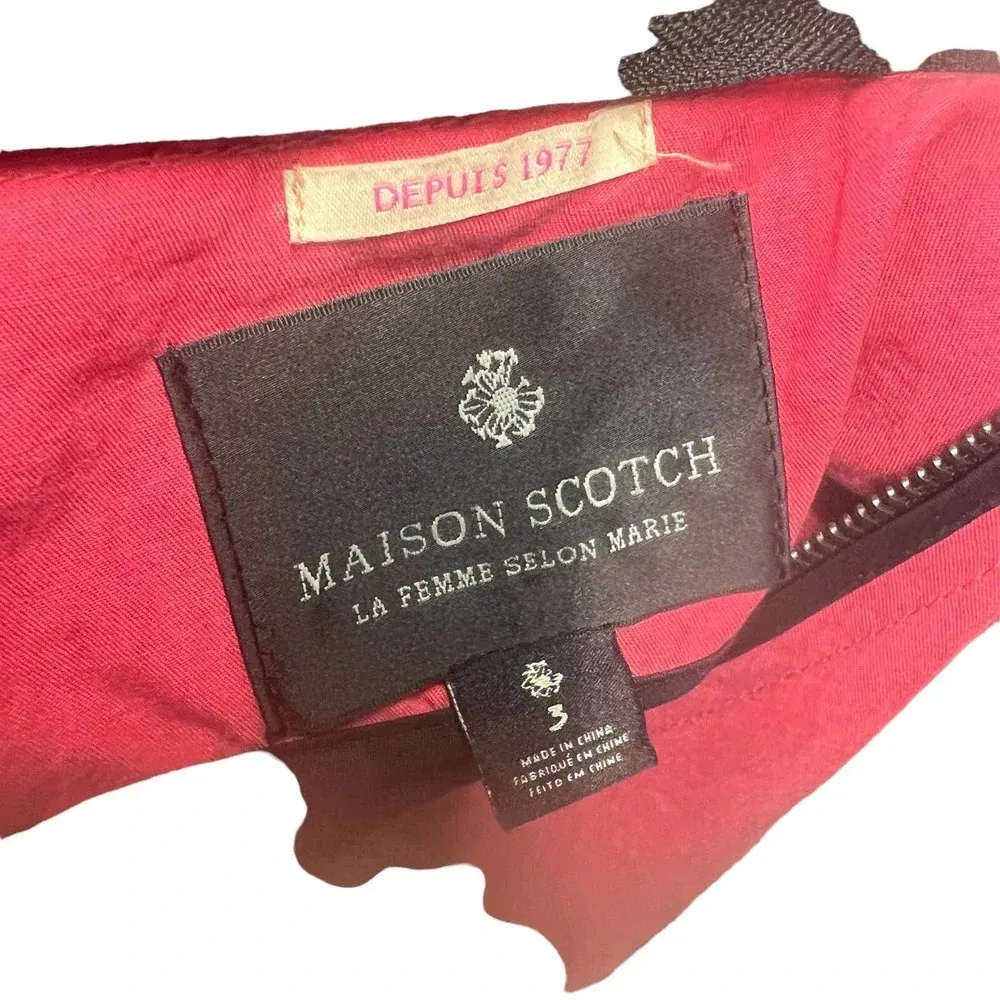 DEPUIS 1977
MAISON SCOTCH
LA FEMME SELON MARIE
3
MADE IN CHINA
FABRIQUÉ EN CHINE
FEITO EM CHINE